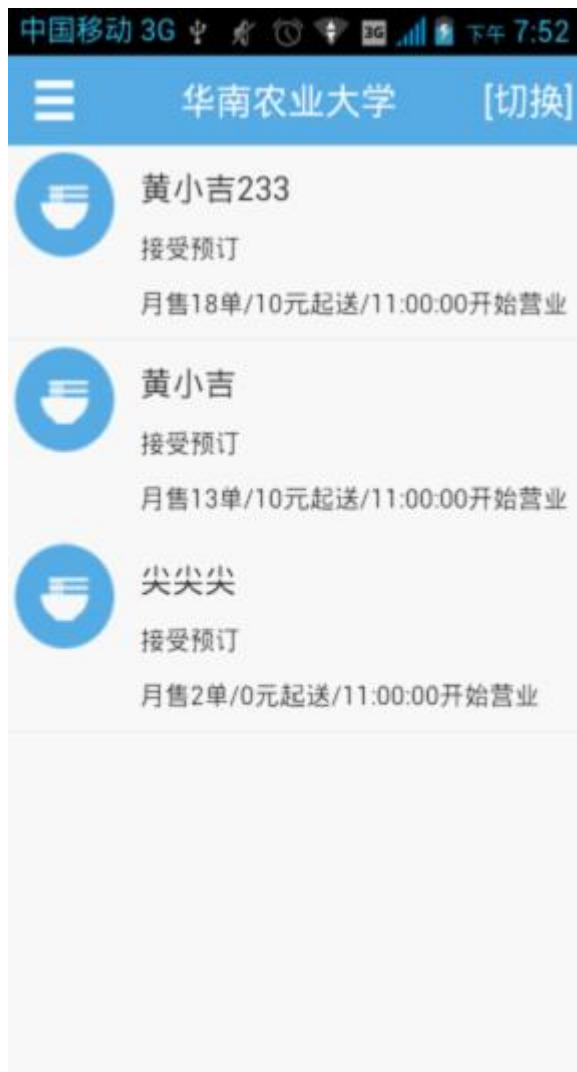 中国移动 3G 3G 下午 7:52
华南农业大学 [切换]
黄小吉233
接受预订
月售18单/10元起送/11:00:00开始营业
黄小吉
接受预订
月售13单/10元起送/11:00:00开始营业
尖尖尖
接受预订
月售2单/0元起送/11:00:00开始营业